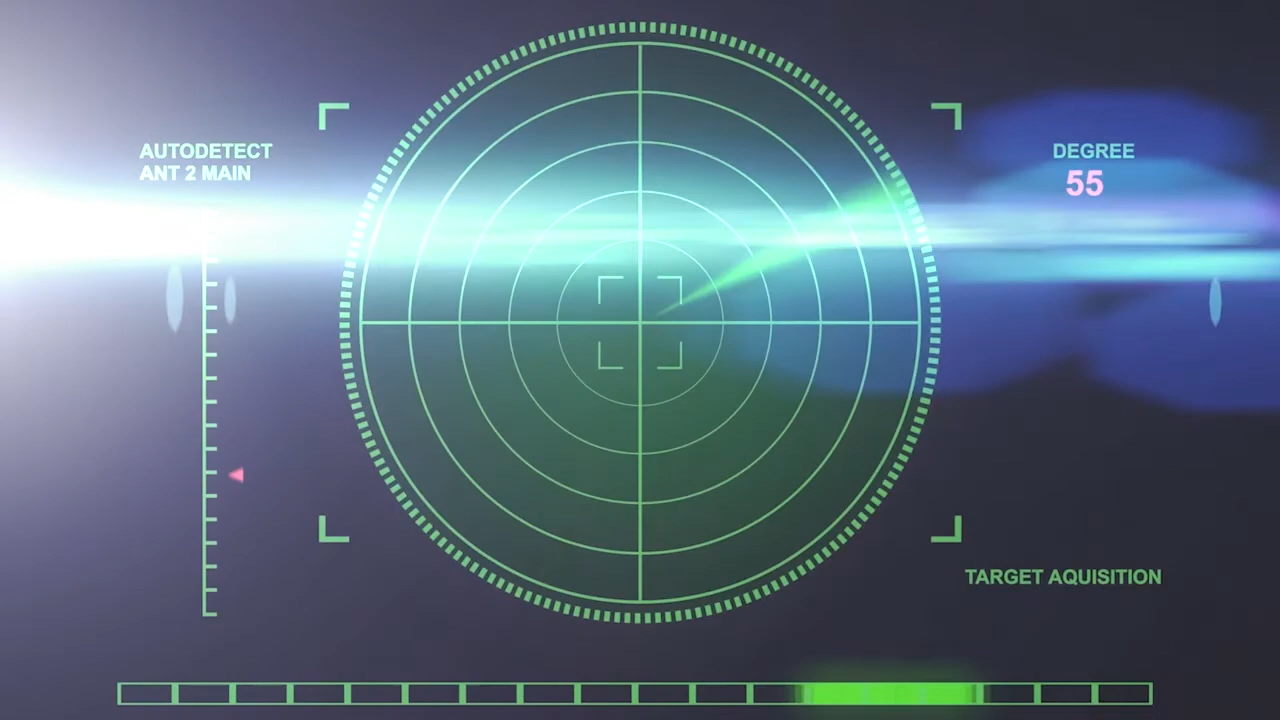 AUTODETECT
ANT 2 MAIN
DEGREE
55
TARGET AQUISITION